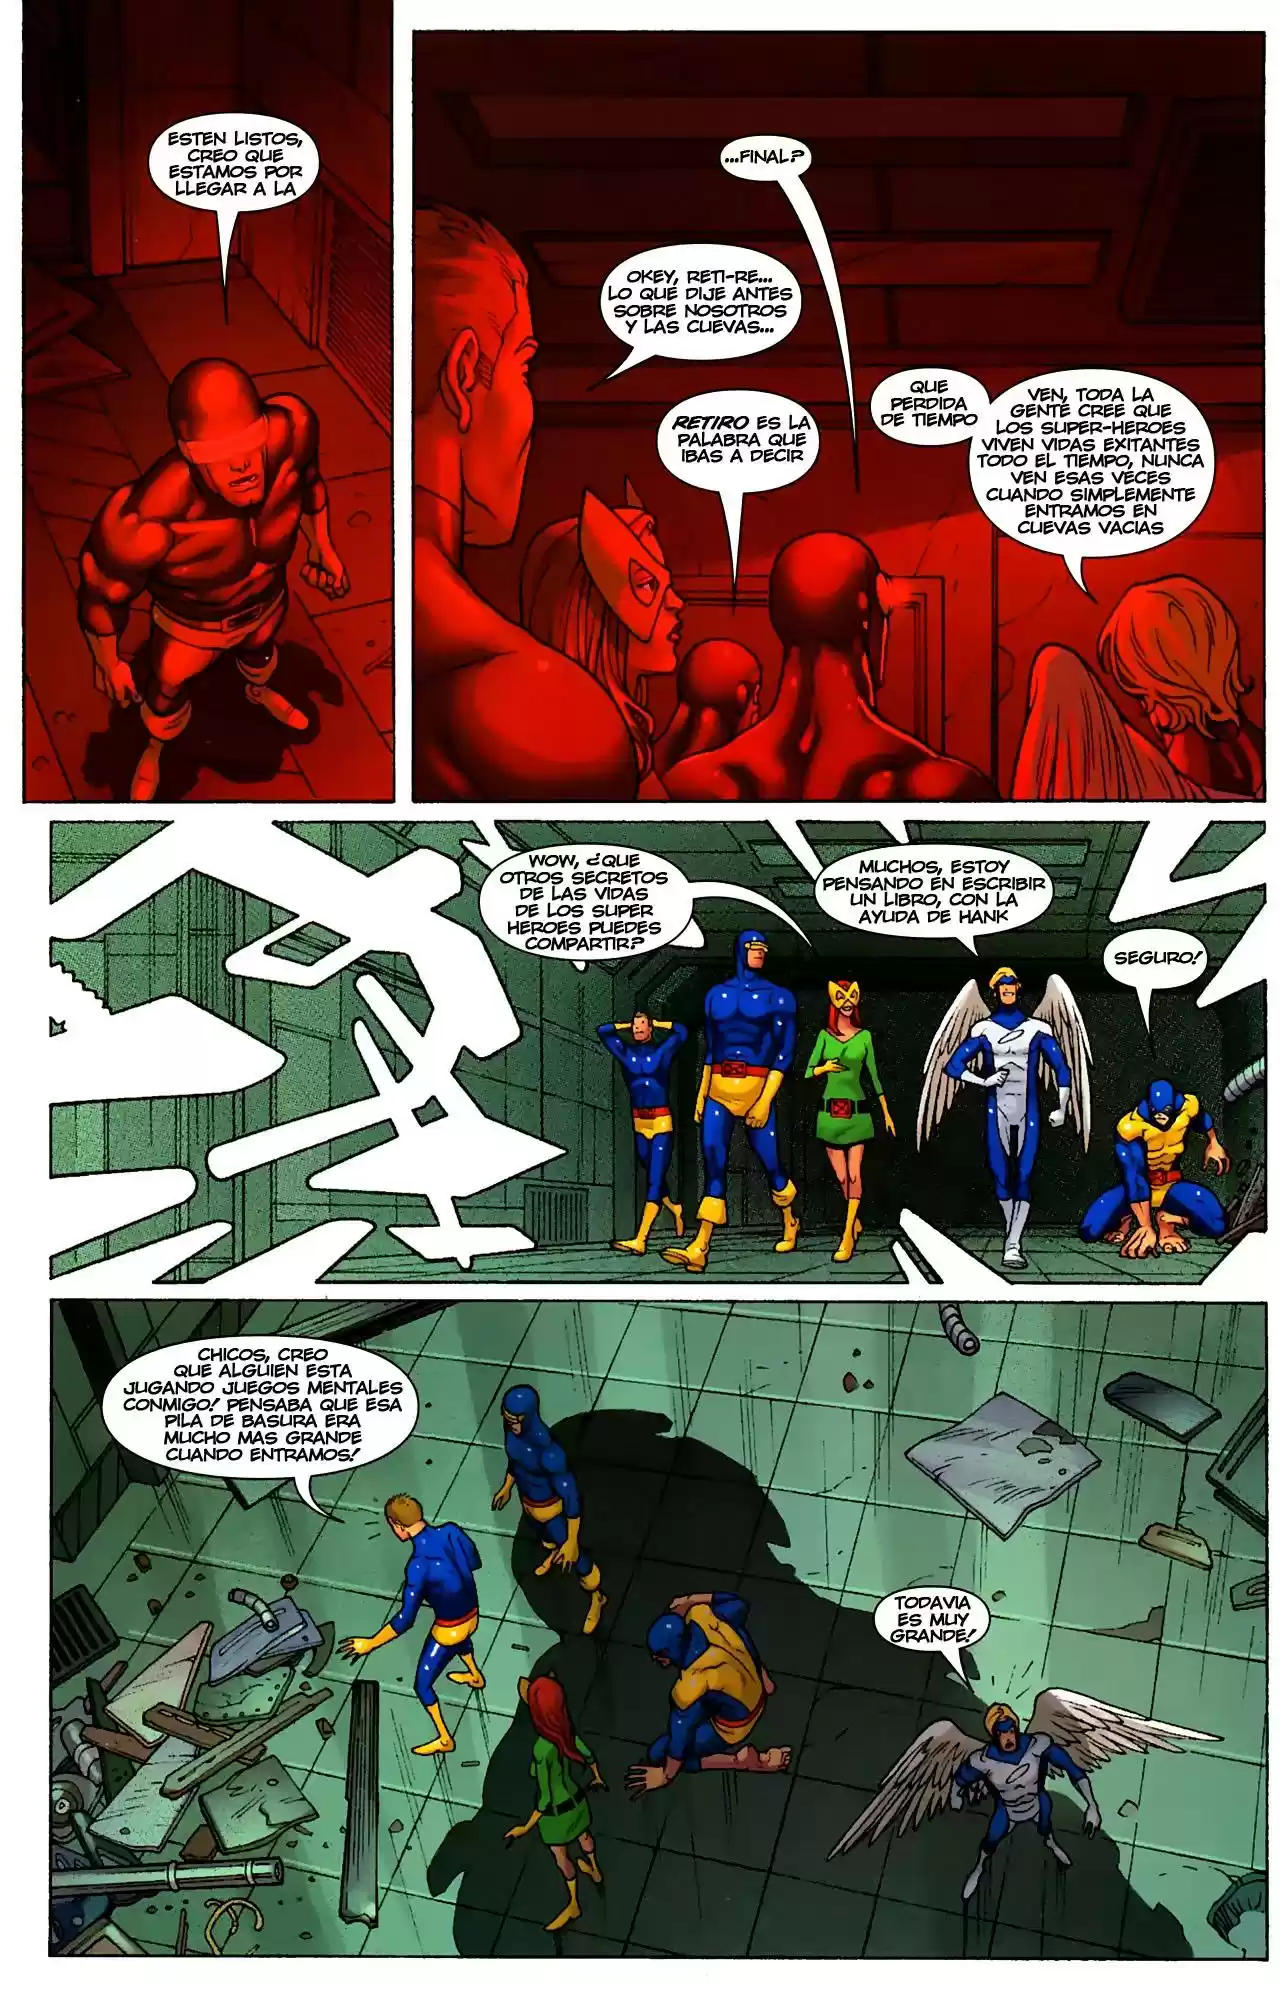 ESTEN LISTOS,
CREO QUE
ESTAMOS POR
LLEGAR A LA
...FINAL?
OKEY, RETI-RE...
LO QUE DIJE ANTES
SOBRE NOSOTROS
Y LAS CUEVAS...
RETIRO ES LA
PALABRA QUE
IBAS A DECIR
QUE
PERDIDA
DE TIEMPO
VEN, TODA LA
GENTE CREE QUE
LOS SUPER-HEROES
VIVEN VIDAS EXITANTES
TODO EL TIEMPO, NUNCA
VEN ESAS VECES
CUANDO SIMPLEMENTE
ENTRAMOS EN
CUEVAS VACIAS
WOW, ¿QUE
OTROS SECRETOS
DE LAS VIDAS
DE LOS SUPER
HEROES PUEDES
COMPARTIR?
MUCHOS, ESTOY
PENSANDO EN ESCRIBIR
UN LIBRO, CON LA
AYUDA DE HANK
SEGURO!
CHICOS, CREO
QUE ALGUIEN ESTA
JUGANDO JUEGOS MENTALES
CONMIGO! PENSABA QUE ESA
PILA DE BASURA ERA
MUCHO MAS GRANDE
CUANDO ENTRAMOS!
TODAVIA
ES MUY
GRANDE!